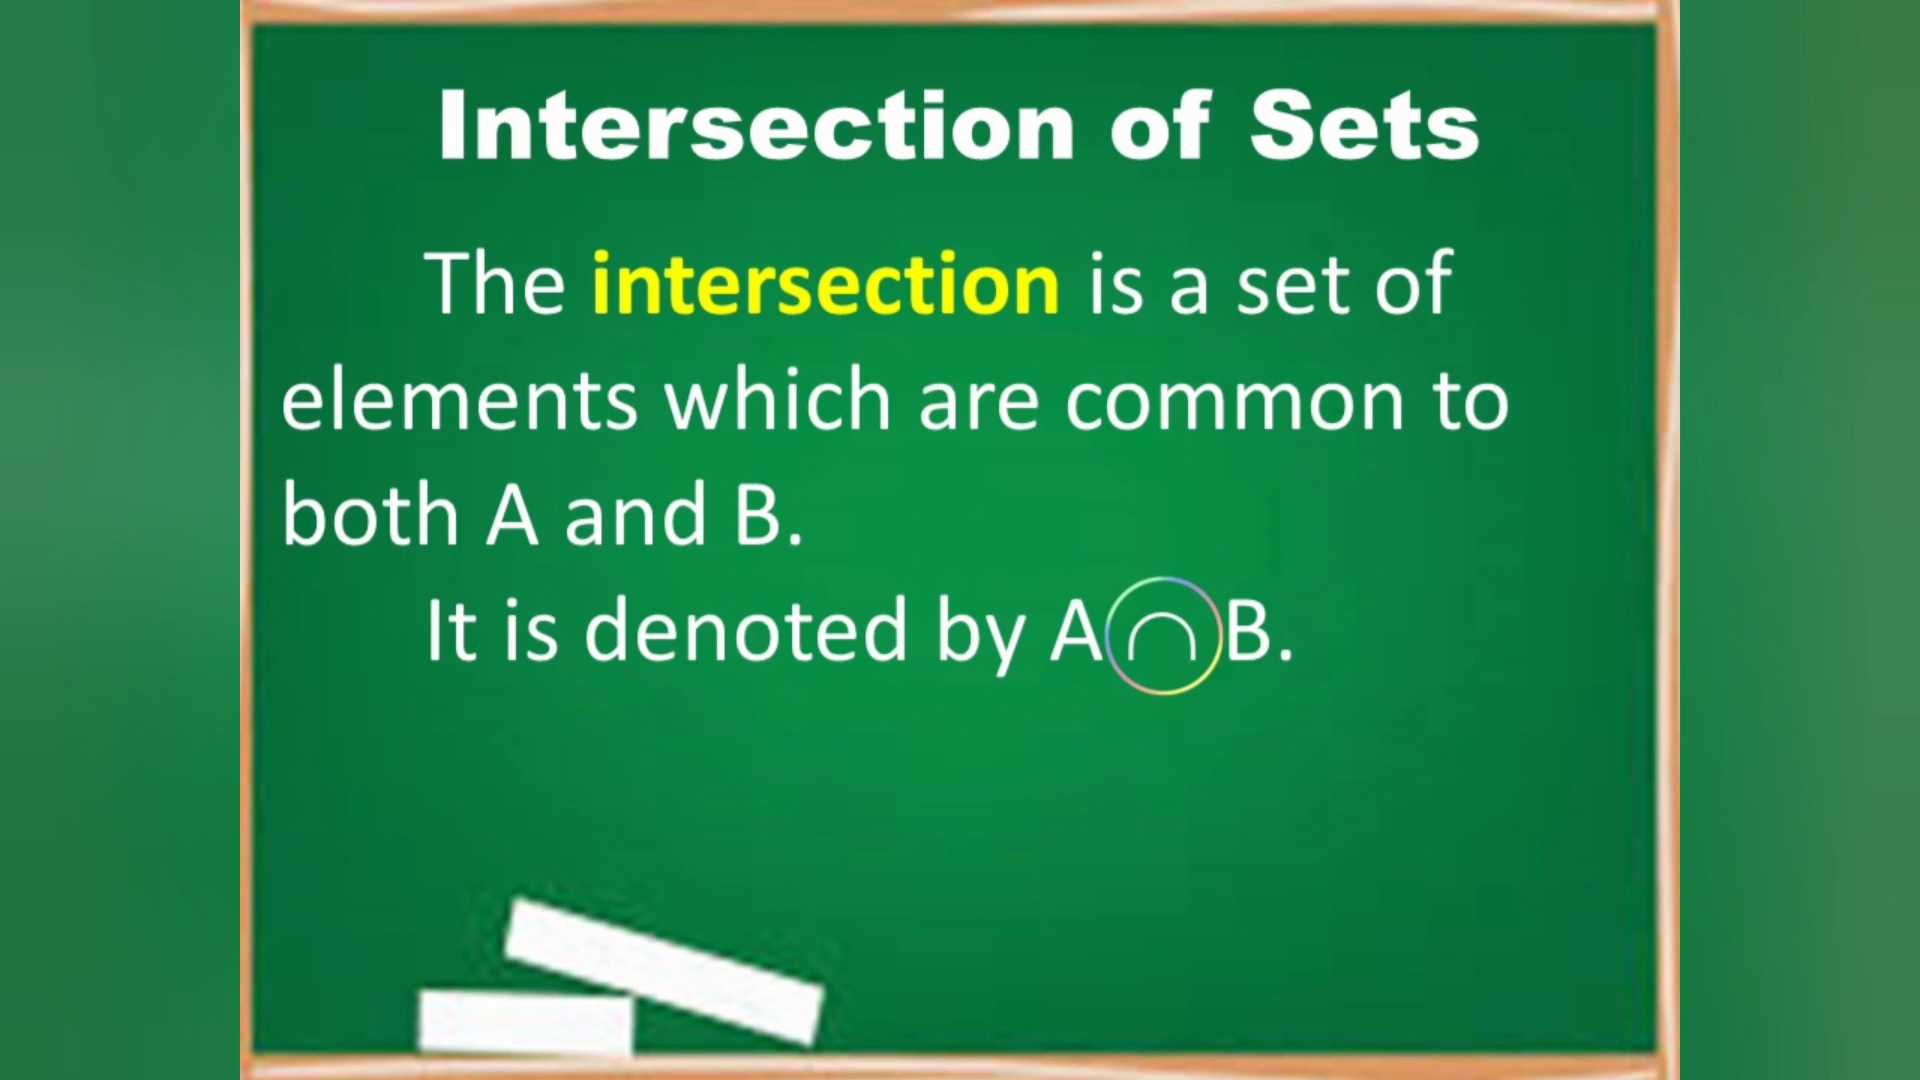 Intersection of Sets
The intersection is a set of
elements which are common to
both A and B.
It is denoted by A∩B.